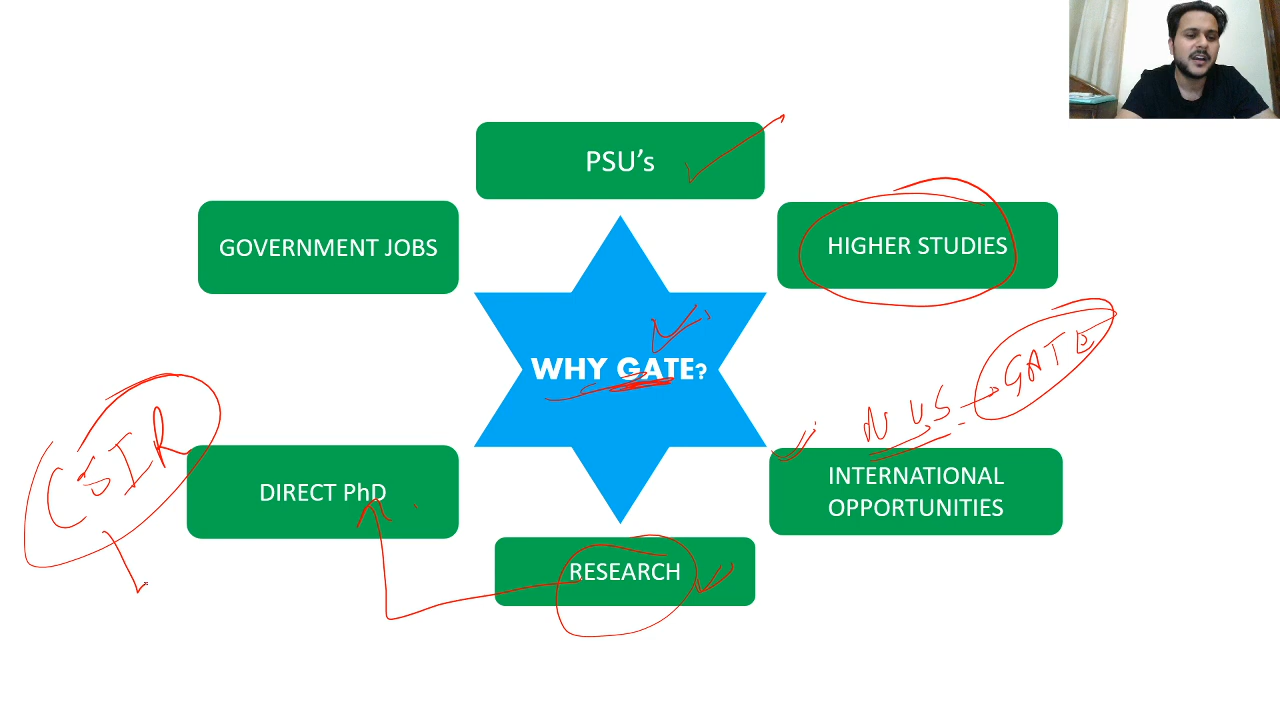 PSU's
GOVERNMENT JOBS
HIGHER STUDIES
WHY GATE?
NUS → GATE
CSIR
DIRECT PhD
INTERNATIONAL
OPPORTUNITIES
RESEARCH